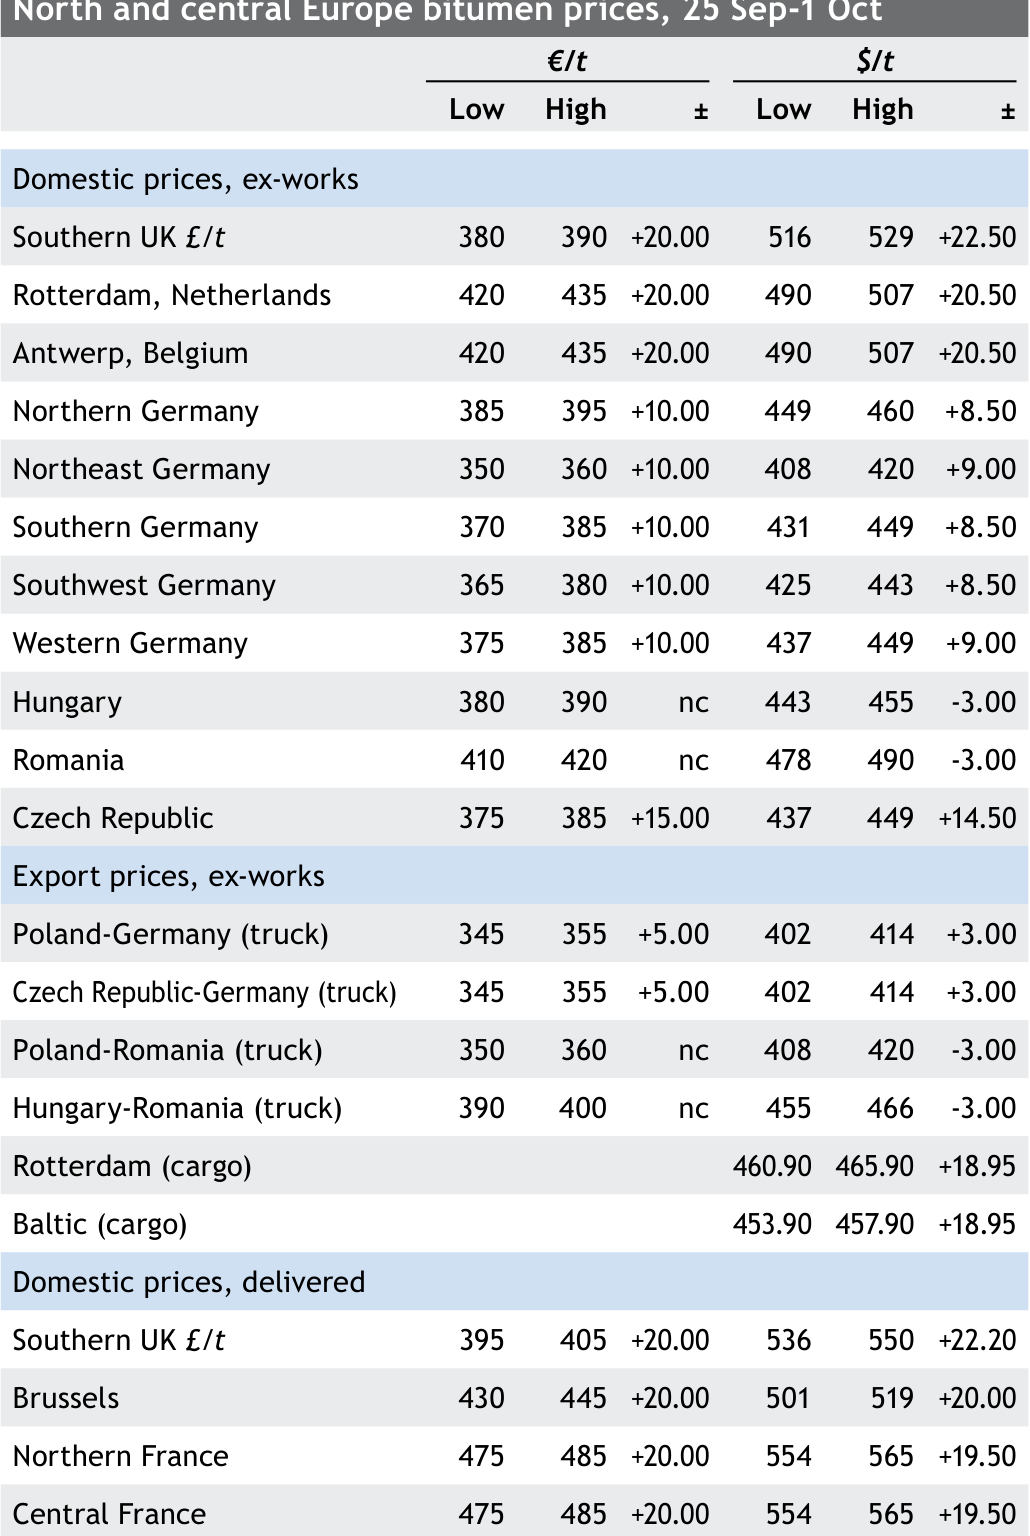 North and central Europe bitumen prices, 25 Sep-1 Oct
€/t $/t
Low High ± Low High ±
Domestic prices, ex-works
Southern UK £/t 380 390 +20.00 516 529 +22.50
Rotterdam, Netherlands 420 435 +20.00 490 507 +20.50
Antwerp, Belgium 420 435 +20.00 490 507 +20.50
Northern Germany 385 395 +10.00 449 460 +8.50
Northeast Germany 350 360 +10.00 408 420 +9.00
Southern Germany 370 385 +10.00 431 449 +8.50
Southwest Germany 365 380 +10.00 425 443 +8.50
Western Germany 375 385 +10.00 437 449 +9.00
Hungary 380 390 nc 443 455 -3.00
Romania 410 420 nc 478 490 -3.00
Czech Republic 375 385 +15.00 437 449 +14.50
Export prices, ex-works
Poland-Germany (truck) 345 355 +5.00 402 414 +3.00
Czech Republic-Germany (truck) 345 355 +5.00 402 414 +3.00
Poland-Romania (truck) 350 360 nc 408 420 -3.00
Hungary-Romania (truck) 390 400 nc 455 466 -3.00
Rotterdam (cargo) 460.90 465.90 +18.95
Baltic (cargo) 453.90 457.90 +18.95
Domestic prices, delivered
Southern UK £/t 395 405 +20.00 536 550 +22.20
Brussels 430 445 +20.00 501 519 +20.00
Northern France 475 485 +20.00 554 565 +19.50
Central France 475 485 +20.00 554 565 +19.50